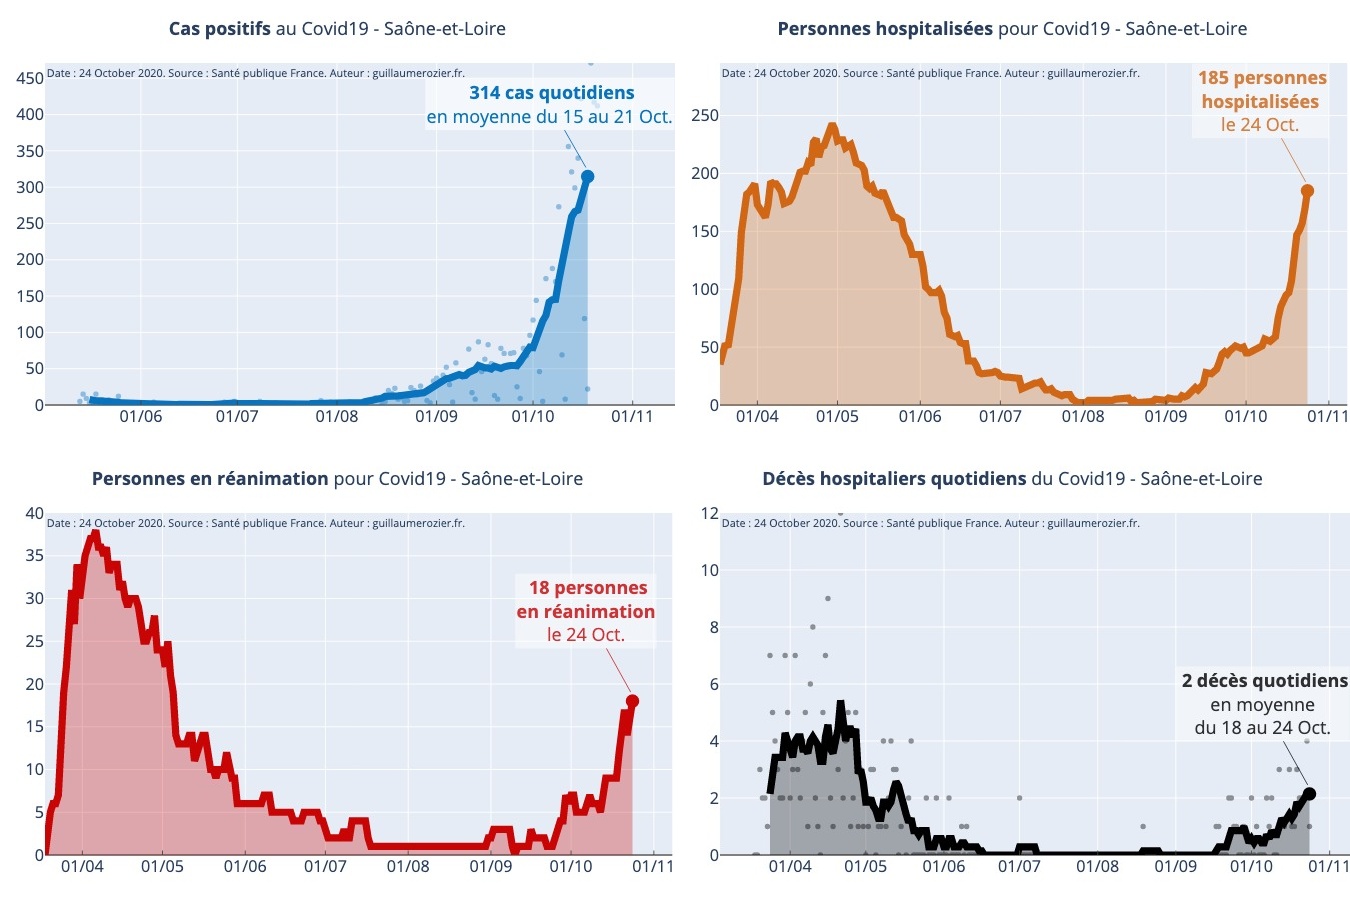 Cas positifs au Covid19 - Saône-et-Loire
Date : 24 October 2020. Source : Santé publique France. Auteur : guillaumerozier.fr.
314 cas quotidiens
en moyenne du 15 au 21 Oct.
450
400
350
300
250
200
150
100
50
0
01/06 01/07 01/08 01/09 01/10 01/11
Personnes hospitalisées pour Covid19 - Saône-et-Loire
Date : 24 October 2020. Source : Santé publique France. Auteur : guillaumerozier.fr.
185 personnes
hospitalisées
le 24 Oct.
250
200
150
100
50
0
01/04 01/05 01/06 01/07 01/08 01/09 01/10 01/11
Personnes en réanimation pour Covid19 - Saône-et-Loire
Date : 24 October 2020. Source : Santé publique France. Auteur : guillaumerozier.fr.
18 personnes
en réanimation
le 24 Oct.
40
35
30
25
20
15
10
5
0
01/04 01/05 01/06 01/07 01/08 01/09 01/10 01/11
Décès hospitaliers quotidiens du Covid19 - Saône-et-Loire
Date : 24 October 2020. Source : Santé publique France. Auteur : guillaumerozier.fr.
2 décès quotidiens
en moyenne
du 18 au 24 Oct.
12
10
8
6
4
2
0
01/04 01/05 01/06 01/07 01/08 01/09 01/10 01/11